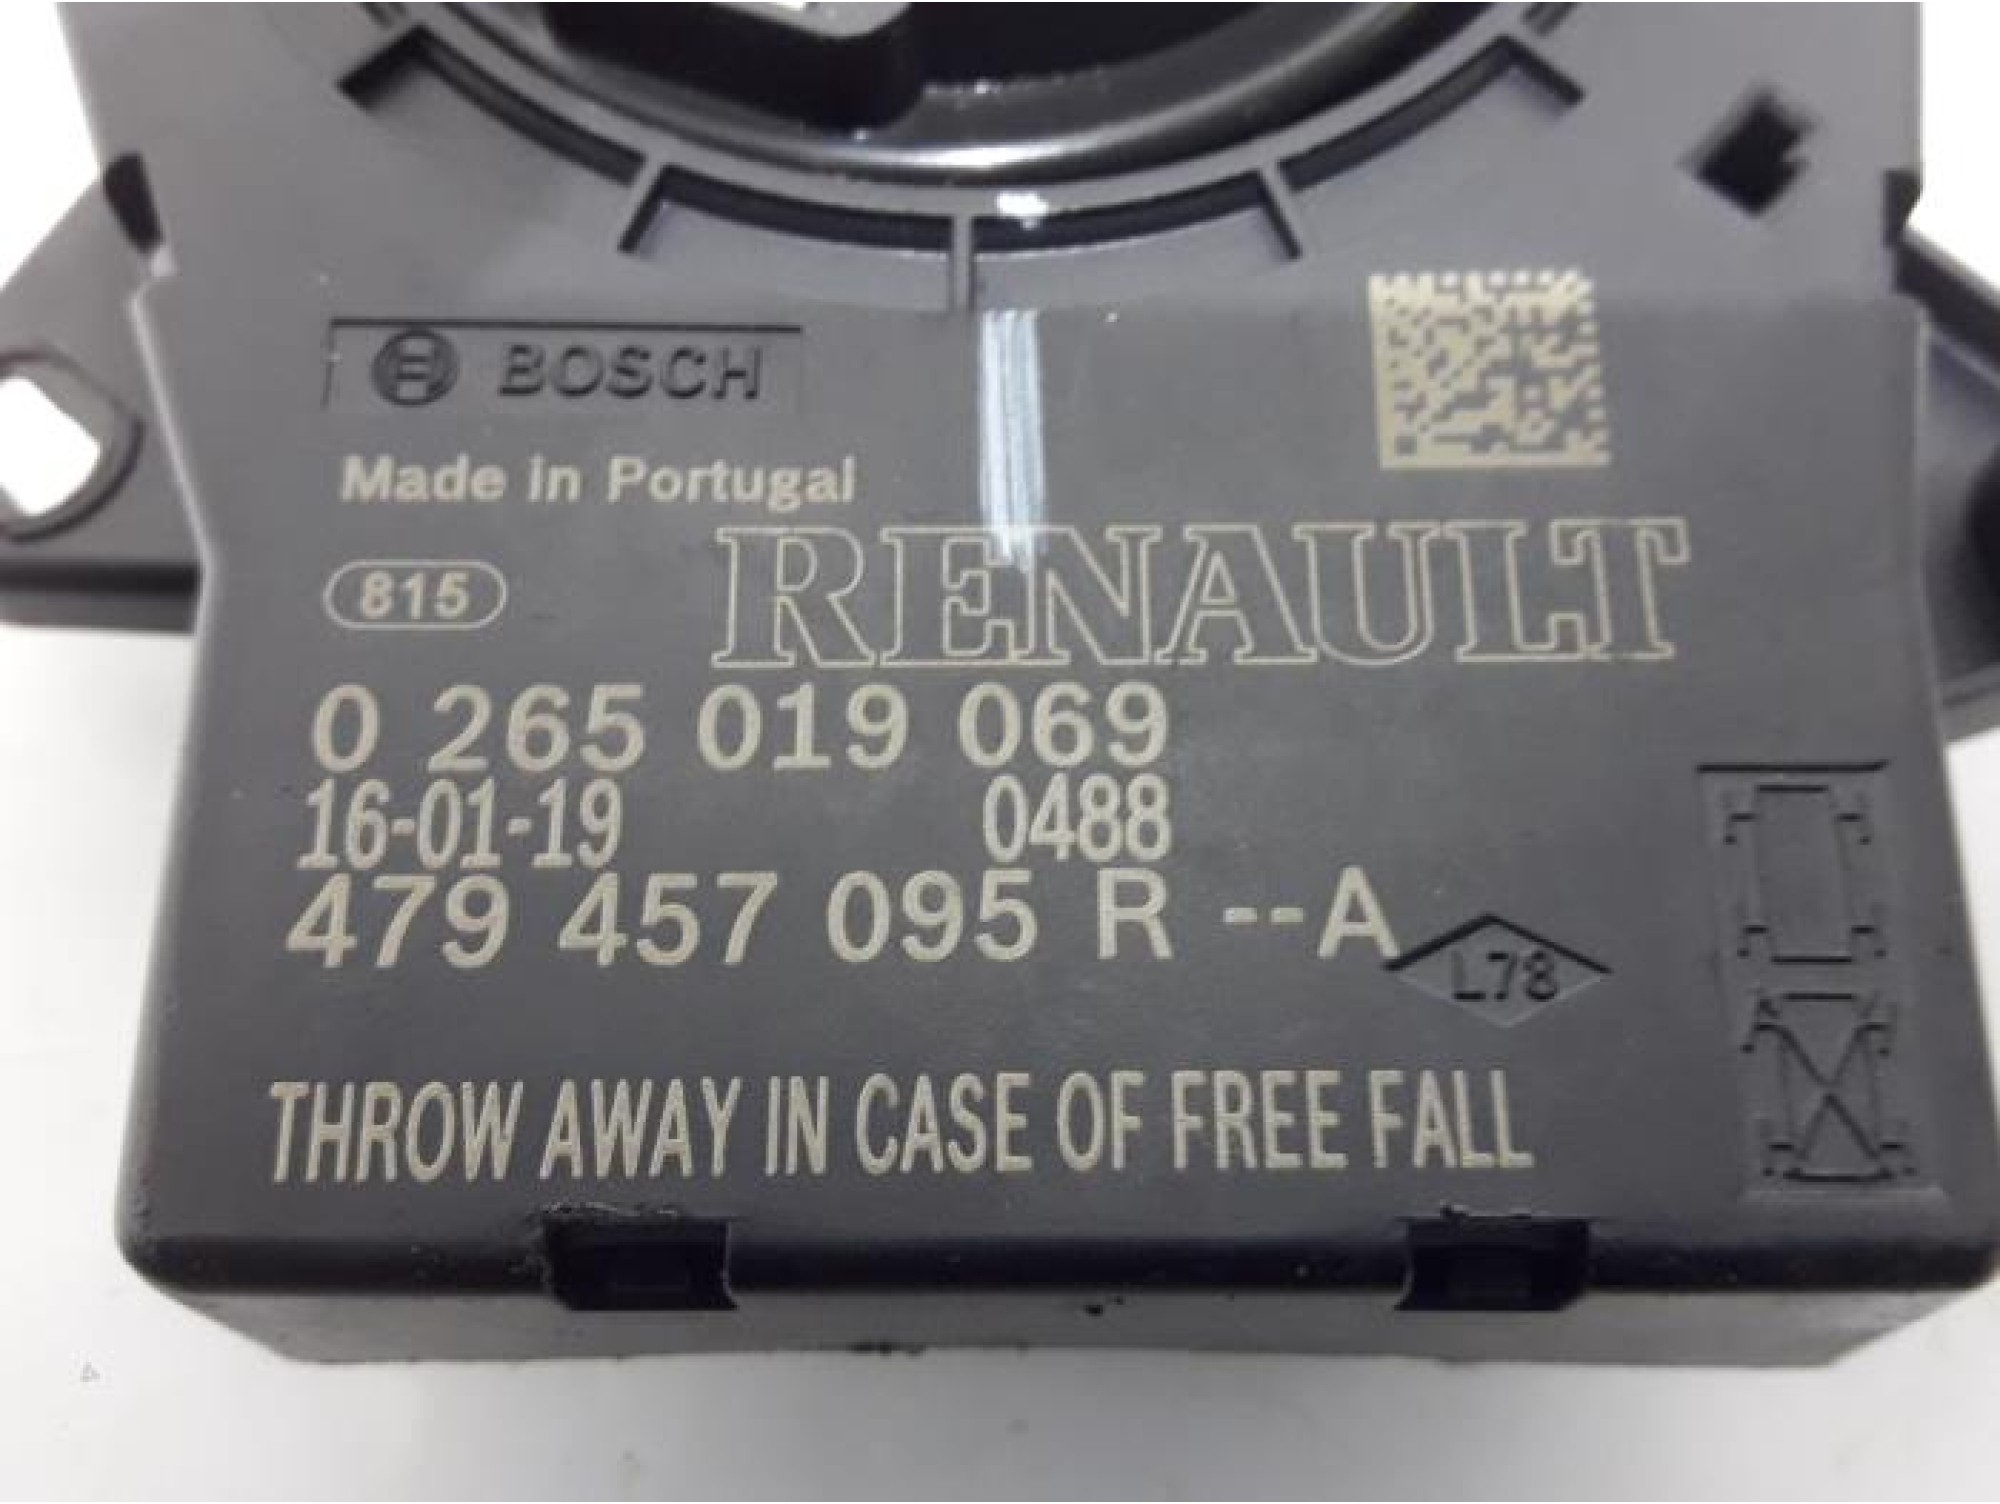 BOSCH
Made in Portugal
815
RENAULT
0 265 019 069
16-01-19 0488
479 457 095 R --A
L78
THROW AWAY IN CASE OF FREE FALL